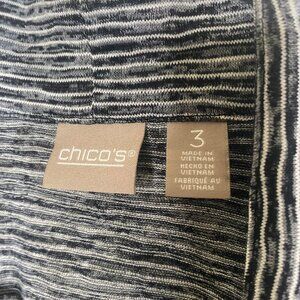 chico's®
3
MADE IN
VIETNAM
HECHO EN
VIETNAM
FABRIQUÉ AU
VIETNAM